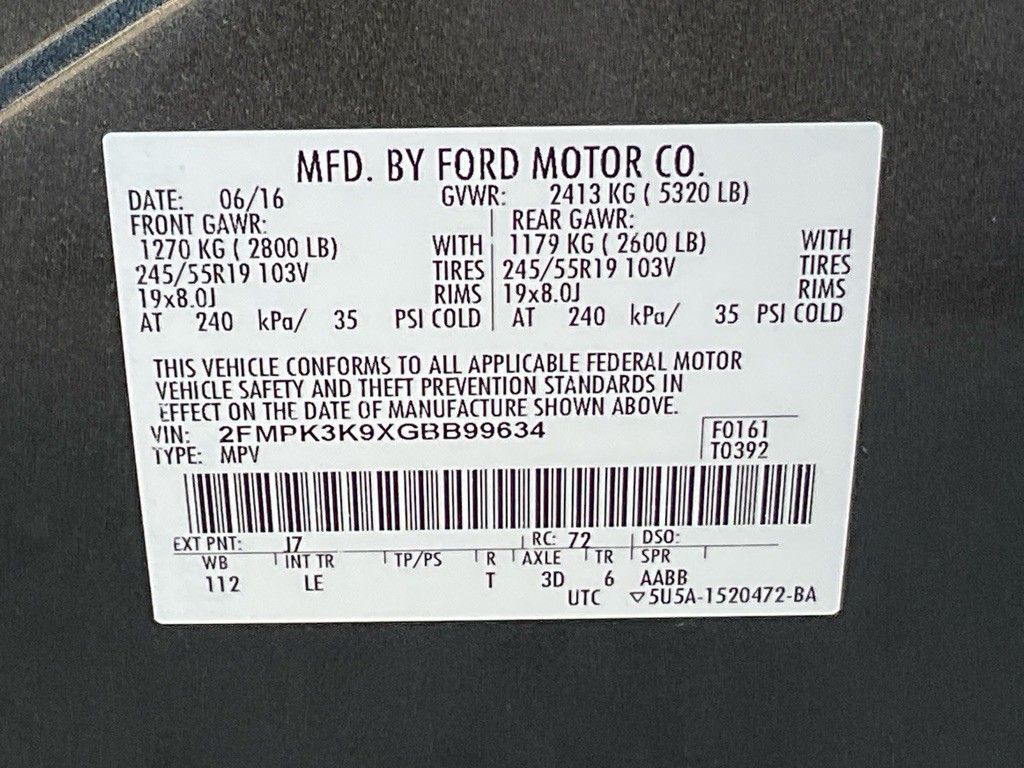 MFD. BY FORD MOTOR CO.
DATE: 06/16 GVWR: 2413 KG ( 5320 LB)
FRONT GAWR: REAR GAWR:
1270 KG ( 2800 LB) WITH 1179 KG ( 2600 LB) WITH
245/55R19 103V TIRES 245/55R19 103V TIRES
19x8.0J RIMS 19x8.0J RIMS
AT 240 kPa/ 35 PSI COLD AT 240 kPa/ 35 PSI COLD
THIS VEHICLE CONFORMS TO ALL APPLICABLE FEDERAL MOTOR
VEHICLE SAFETY AND THEFT PREVENTION STANDARDS IN
EFFECT ON THE DATE OF MANUFACTURE SHOWN ABOVE.
VIN: 2FMPK3K9XGBB99634 F0161
TYPE: MPV T0392
EXT PNT: J7 RC: 72 DSO:
WB INT TR TP/PS R AXLE TR SPR
112 LE T 3D 6 AABB
UTC ▽5U5A-1520472-BA